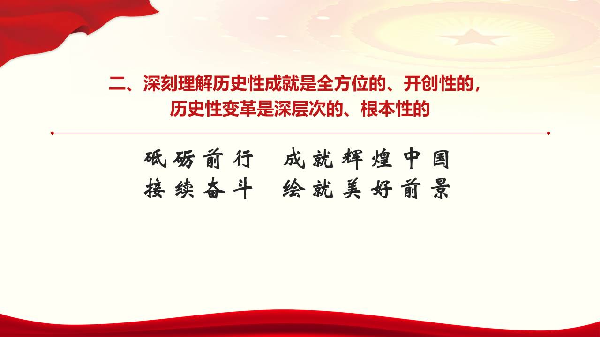 二、深刻理解历史性成就是全方位的、开创性的，
历史性变革是深层次的、根本性的
砥砺前行 成就辉煌中国
接续奋斗 绘就美好前景